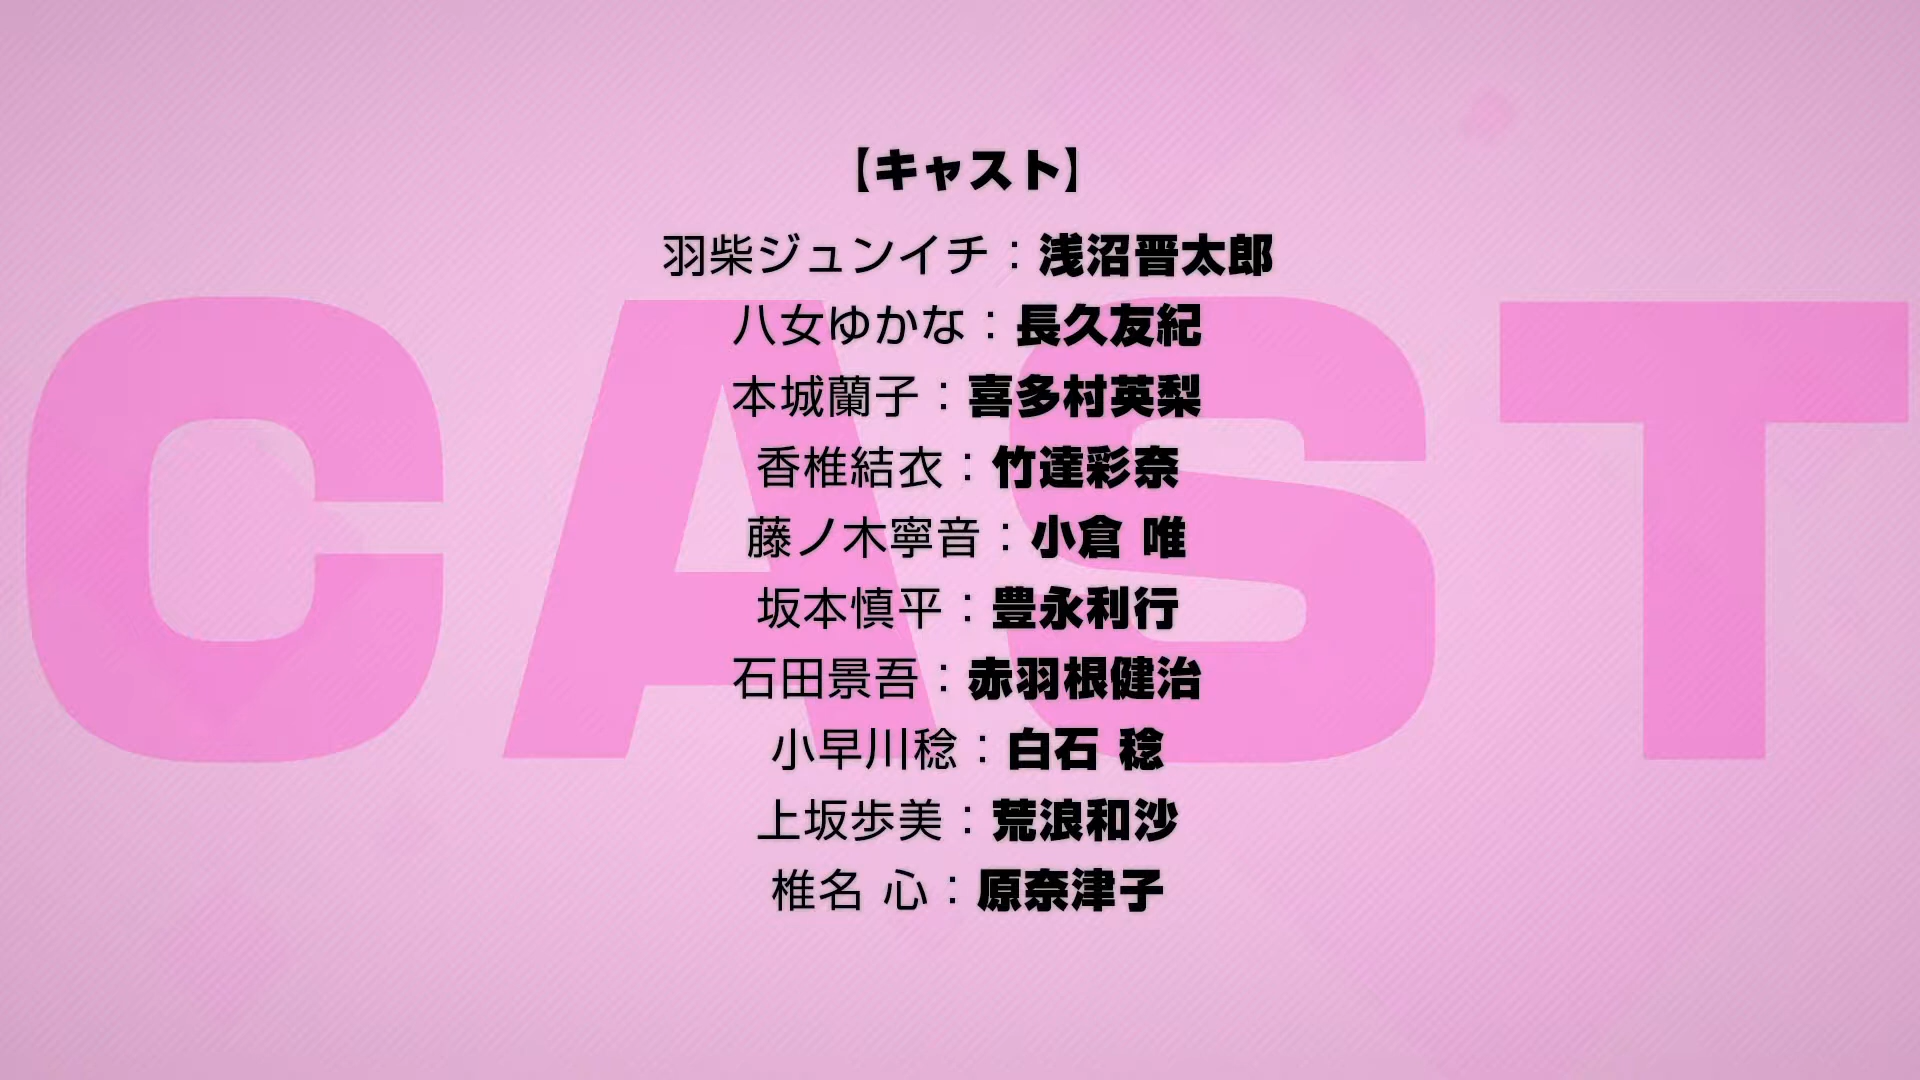 【キャスト】
羽柴ジュンイチ：浅沼晋太郎
八女ゆかな：長久友紀
本城蘭子：喜多村英梨
香椎結衣：竹達彩奈
藤ノ木寧音：小倉 唯
坂本慎平：豊永利行
石田景吾：赤羽根健治
小早川稔：白石 稔
上坂歩美：荒浪和沙
椎名 心：原奈津子
CAST